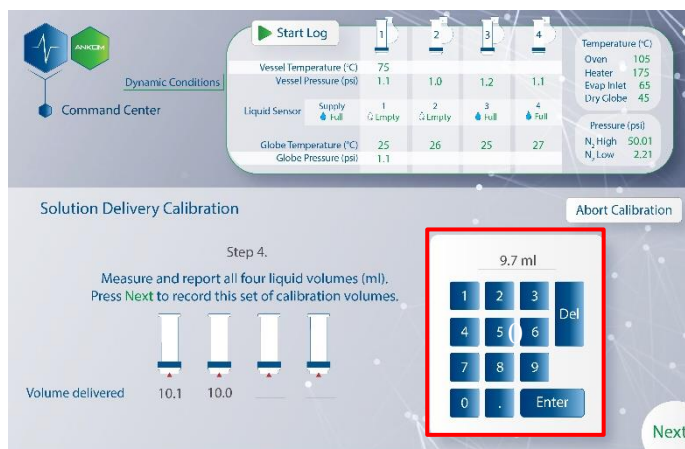 ANKOM
Command Center
Dynamic Conditions
Start Log
1 2 3 4
Vessel Temperature (°C) 75
Vessel Pressure (psi) 1.1 1.0 1.2 1.1
Liquid Sensor Supply 1 2 3 4
Full Empty Empty Full Full
Globe Temperature (°C) 25 26 25 27
Globe Pressure (psi) 1.1
Temperature (°C)
Oven 105
Heater 175
Evap Inlet 65
Dry Globe 45
Pressure (psi)
N₂ High 50.01
N₂ Low 2.21
Solution Delivery Calibration
Abort Calibration
Step 4.
Measure and report all four liquid volumes (ml).
Press Next to record this set of calibration volumes.
Volume delivered 10.1 10.0
9.7 ml
1 2 3 Del
4 5 6
7 8 9
0 . Enter
Next